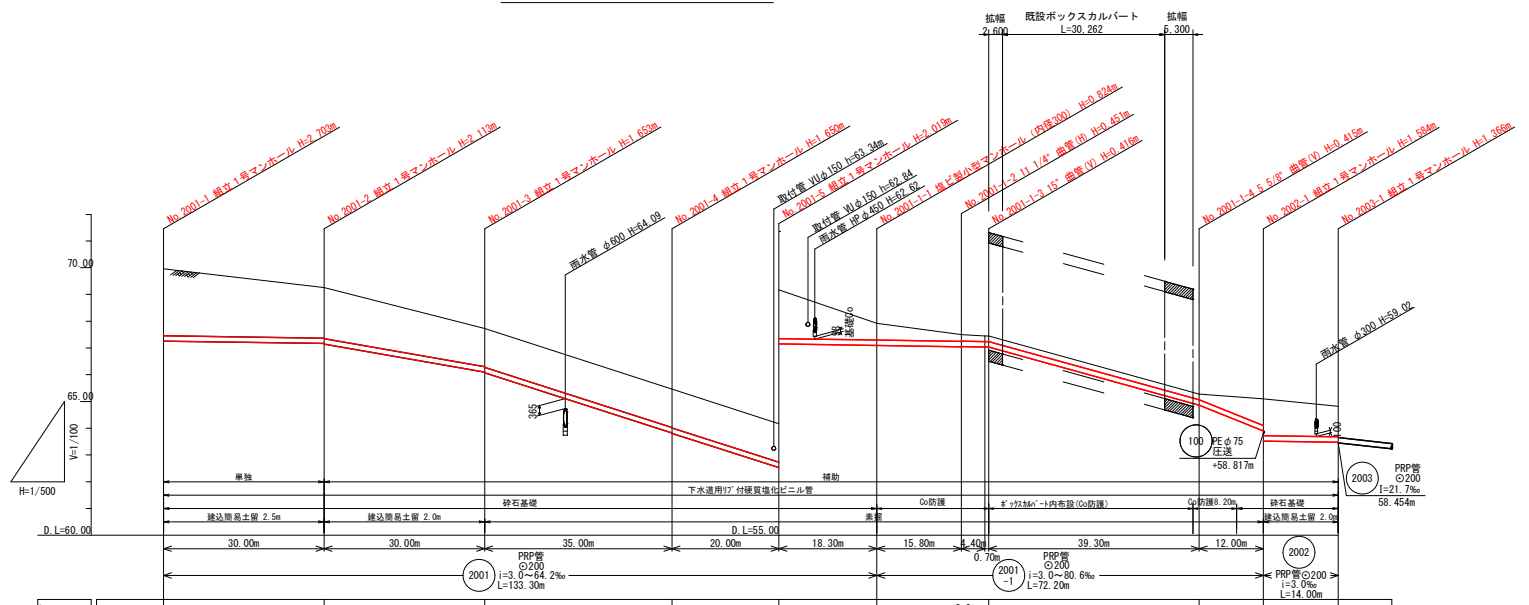 拡幅
2.600
既設ボックスカルバート
L=30.262
拡幅
5.300
No 2001-1 組立1号マンホール H=2.703m
No 2001-2 組立1号マンホール H=2.113m
No 2001-3 組立1号マンホール H=1.653m
雨水管 φ600 H=64.09
No 2001-4 組立1号マンホール H=1.650m
取付管 VUφ150 h=63.34m
No 2001-5 組立1号マンホール H=2.019m
取付管 VUφ150 h=62.84
雨水管 HPφ450 H=62.62
No 2001-1-1 塩ビ製小型マンホール (内径300) H=0.824m
No 2001-1-2 11 1/4° 曲管(H) H=0.451m
No 2001-1-3 15° 曲管(V) H=0.416m
No 2001-1-4 5 5/8° 曲管(V) H=0.415m
No 2002-1 組立1号マンホール H=1.584m
No 2003-1 組立1号マンホール H=1.366m
雨水管 φ300 H=59.02
70.00
65.00
V=1/100
H=1/500
D.L=60.00
365
基礎Co
100
100
PEφ75
圧送
+58.817m
2003
PRP管
⊙200
I=21.7‰
58.454m
単独
補助
下水道用リブ付硬質塩化ビニル管
砕石基礎
Co防護
ボックスカルバート内布設(Co防護)
Co防護8.20m
砕石基礎
建込簡易土留 2.5m
建込簡易土留 2.0m
素掘
建込簡易土留 2.0m
D.L=55.00
30.00m
30.00m
35.00m
20.00m
18.30m
15.80m
4.40m
0.70m
39.30m
12.00m
2001
PRP管
⊙200
i=3.0～64.2‰
L=133.30m
2001
-1
PRP管
⊙200
i=3.0～80.6‰
L=72.20m
2002
PRP管⊙200
i=3.0‰
L=14.00m